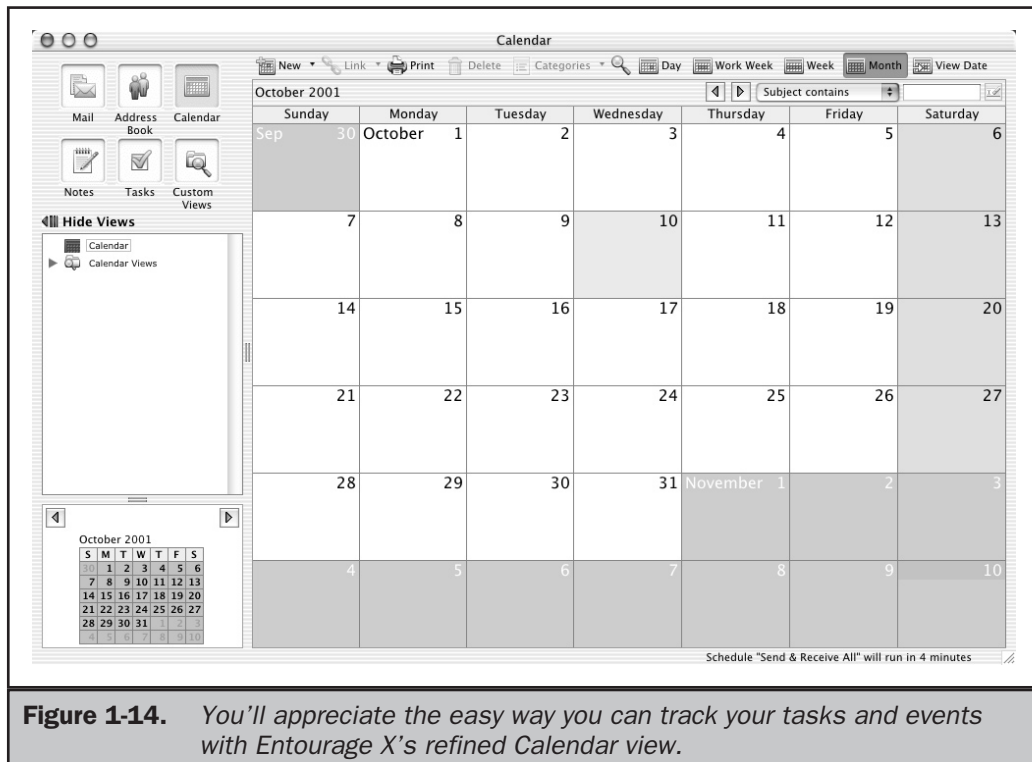 Calendar
New Link Print Delete Categories Day Work Week Week Month View Date
Mail Address Book Calendar
Notes Tasks Custom Views
Hide Views
Calendar
Calendar Views
October 2001 Subject contains
Sunday Monday Tuesday Wednesday Thursday Friday Saturday
Sep 30 October 1 2 3 4 5 6
7 8 9 10 11 12 13
14 15 16 17 18 19 20
21 22 23 24 25 26 27
28 29 30 31 November 1 2 3
4 5 6 7 8 9 10
October 2001
S M T W T F S
30 1 2 3 4 5 6
7 8 9 10 11 12 13
14 15 16 17 18 19 20
21 22 23 24 25 26 27
28 29 30 31 1 2 3
4 5 6 7 8 9 10
Schedule "Send & Receive All" will run in 4 minutes
Figure 1-14. You'll appreciate the easy way you can track your tasks and events
with Entourage X's refined Calendar view.